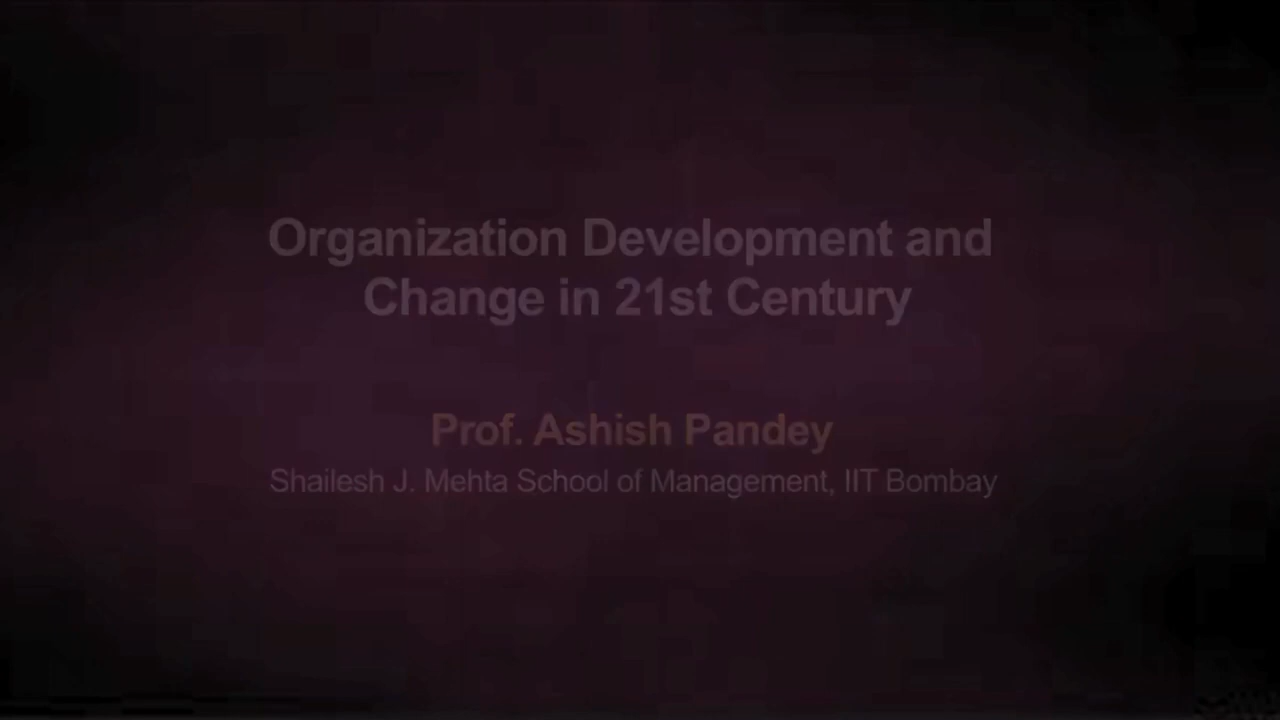 Organization Development and
Change in 21st Century
Prof. Ashish Pandey
Shailesh J. Mehta School of Management, IIT Bombay